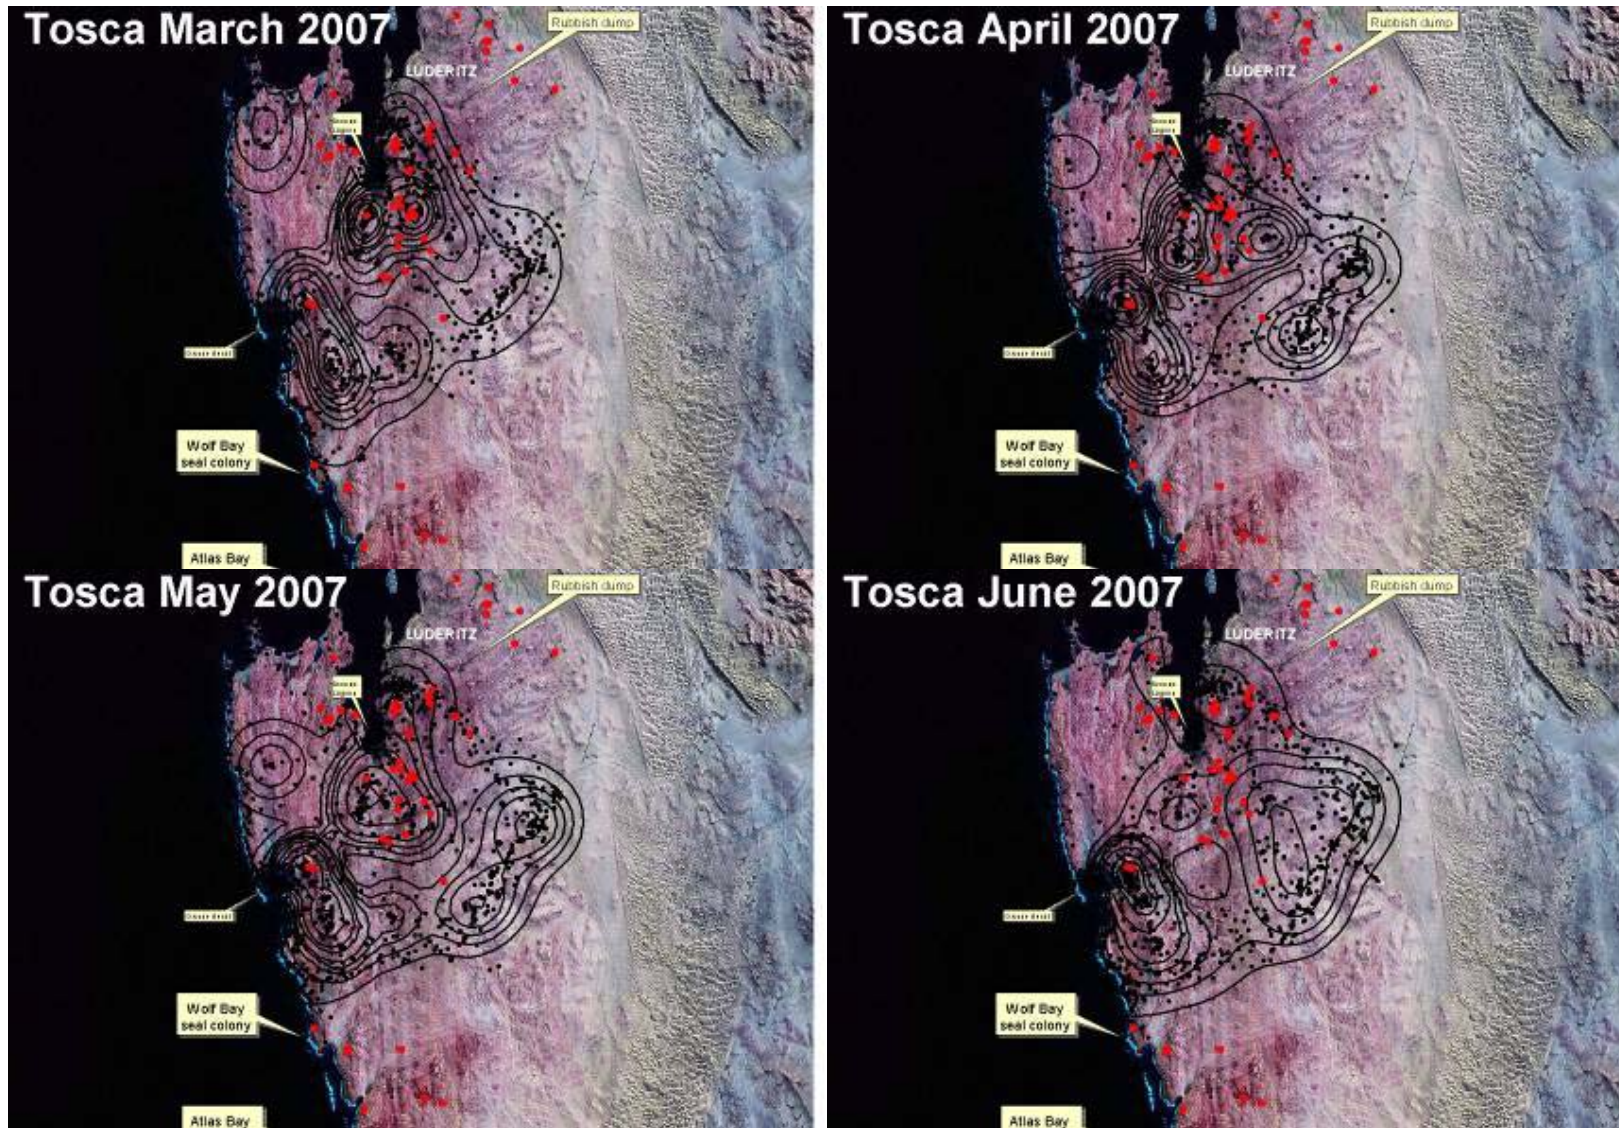 Tosca March 2007
Rubbish dump
LUDERITZ
Wolf Bay
seal colony
Atlas Bay
Tosca April 2007
Rubbish dump
LUDERITZ
Wolf Bay
seal colony
Atlas Bay
Tosca May 2007
Rubbish dump
LUDERITZ
Wolf Bay
seal colony
Atlas Bay
Tosca June 2007
Rubbish dump
LUDERITZ
Wolf Bay
seal colony
Atlas Bay